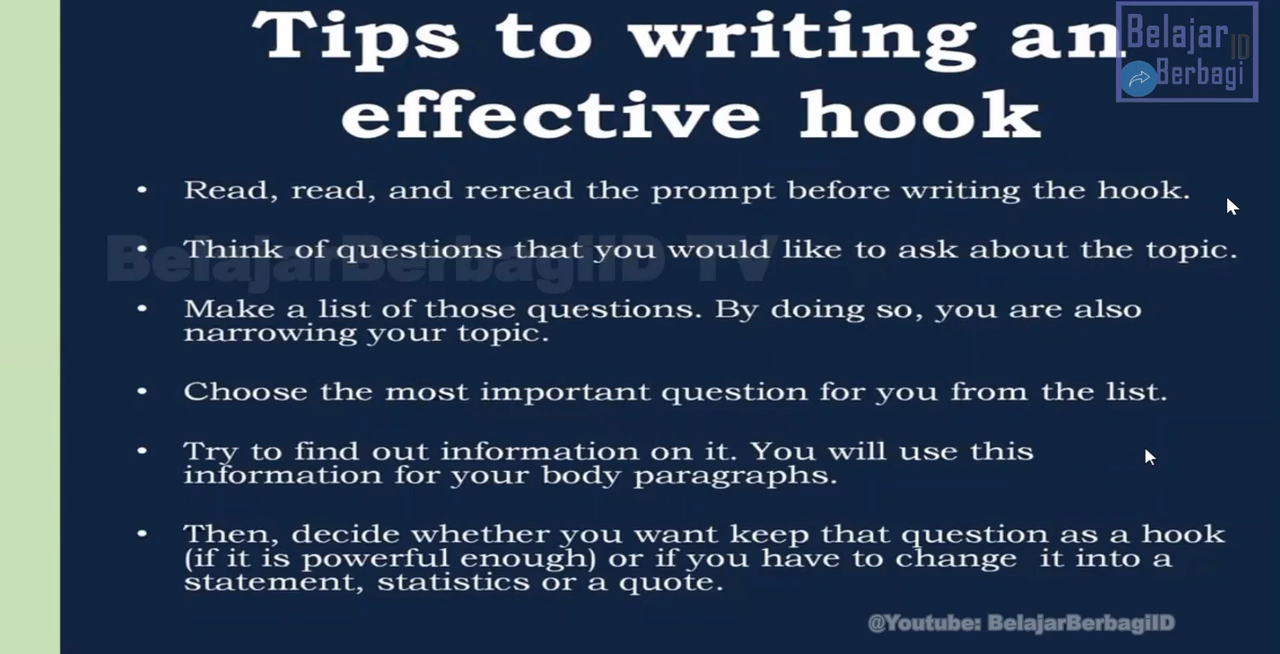 Tips to writing an
effective hook
Belajar
ID
Berbagi
• Read, read, and reread the prompt before writing the hook.
BelajarBerbagiID TV
• Think of questions that you would like to ask about the topic.
• Make a list of those questions. By doing so, you are also
narrowing your topic.
• Choose the most important question for you from the list.
• Try to find out information on it. You will use this
information for your body paragraphs.
• Then, decide whether you want keep that question as a hook
(if it is powerful enough) or if you have to change it into a
statement, statistics or a quote.
@Youtube: BelajarBerbagiID